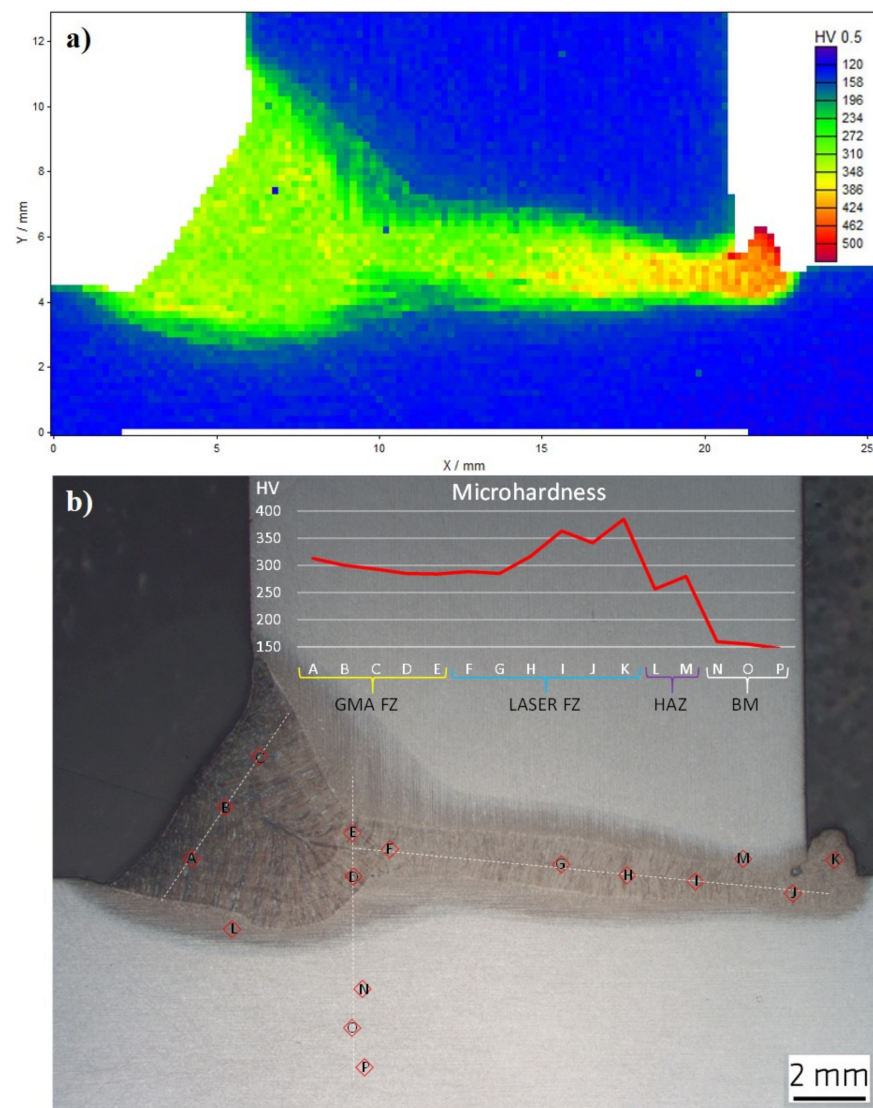 a)
HV 0.5
120
158
196
234
272
310
348
386
424
462
500
12
10
8
6
4
2
0
Y / mm
0 5 10 15 20 25
X / mm
b)
HV
Microhardness
400
350
300
250
200
150
A B C D E F G H I J K L M N O P
GMA FZ LASER FZ HAZ BM
C
B
A
E
F
D
G
H
I
M
K
J
L
N
O
P
2 mm